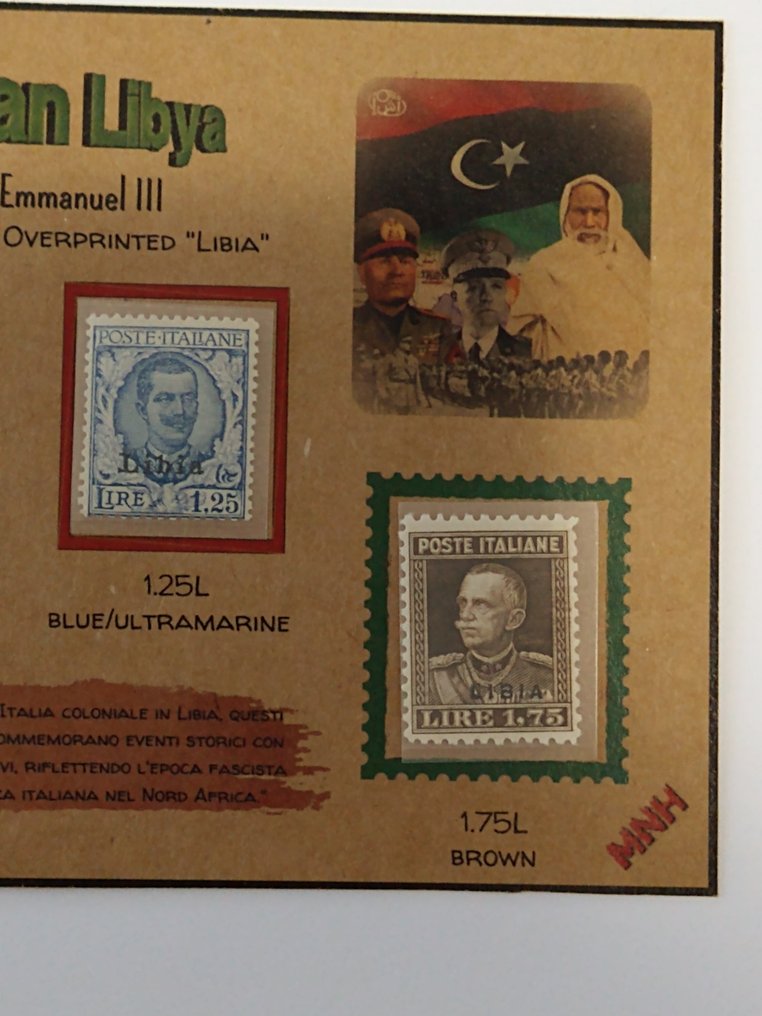 an Libya
Emmanuel III
OVERPRINTED "LIBIA"
POSTE·ITALIANE
Libia
LIRE 1,25
1.25L
BLUE/ULTRAMARINE
POSTE ITALIANE
LIBIA
LIRE 1.75
1.75L
BROWN
ITALIA COLONIALE IN LIBIA, QUESTI
OMMEMORANO EVENTI STORICI CON
VI, RIFLETTENDO L'EPOCA FASCISTA
ZA ITALIANA NEL NORD AFRICA."
MNH